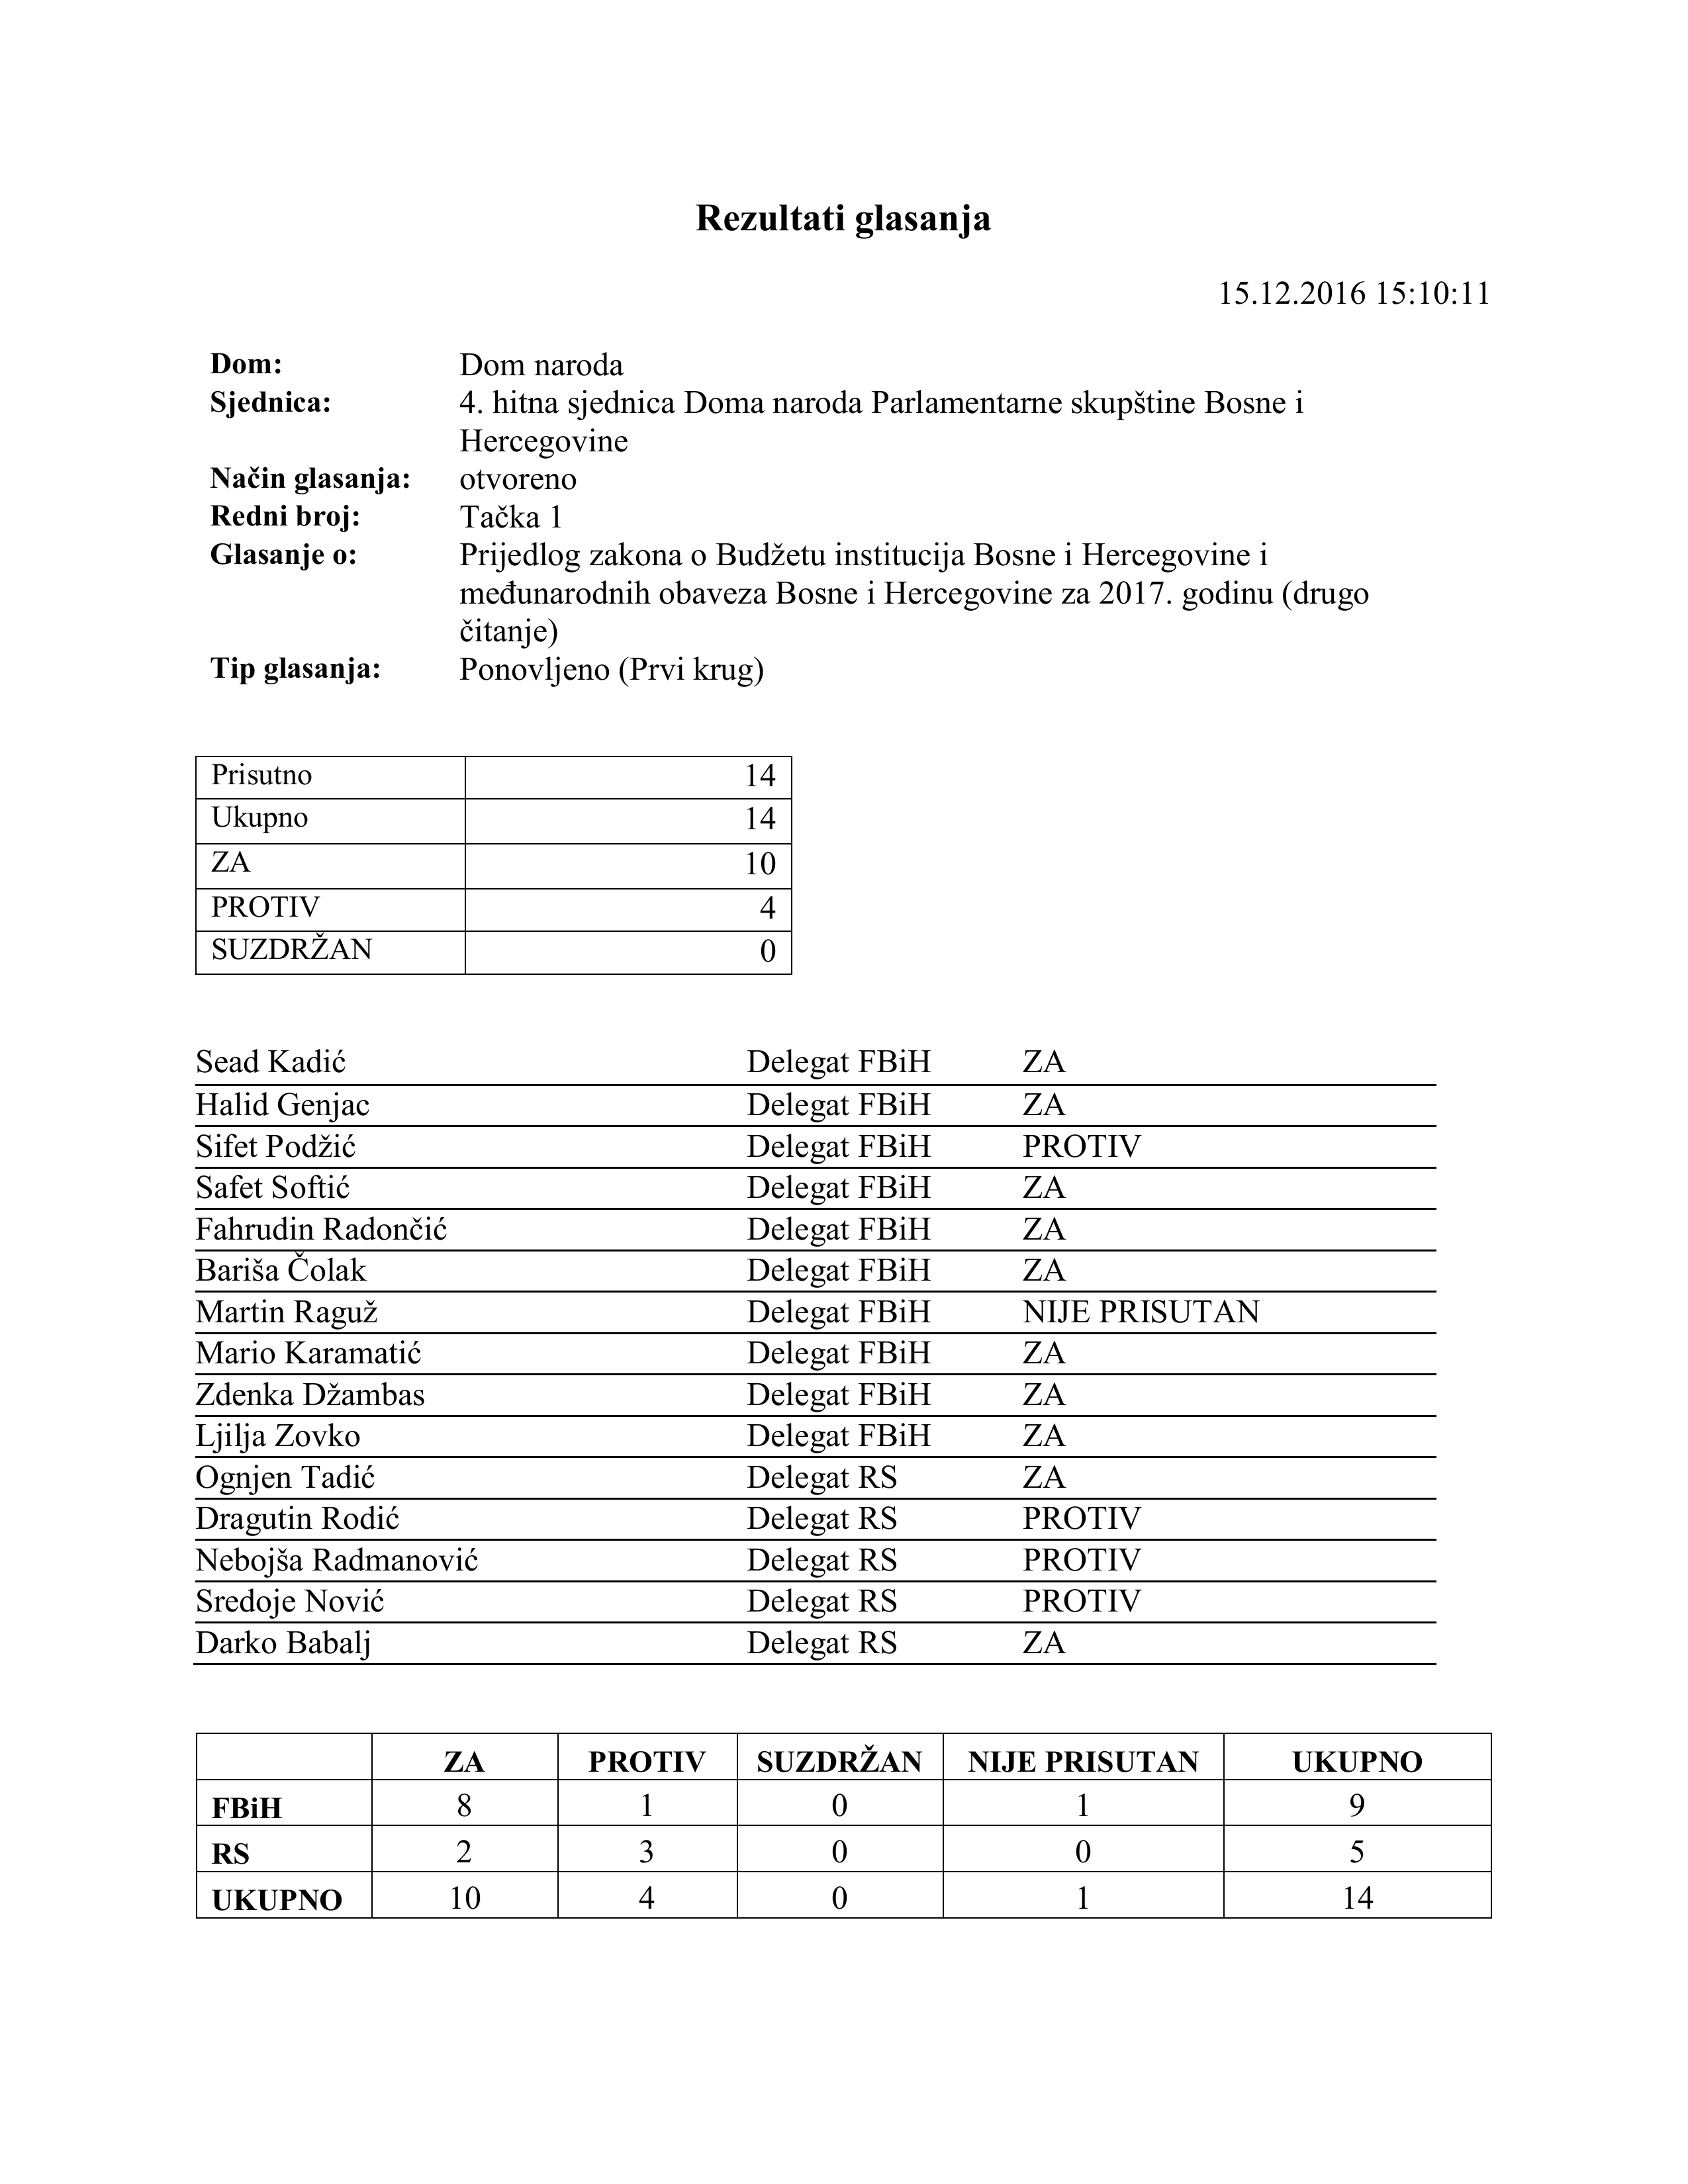 Rezultati glasanja
15.12.2016 15:10:11
Dom: Dom naroda
Sjednica: 4. hitna sjednica Doma naroda Parlamentarne skupštine Bosne i
Hercegovine
Način glasanja: otvoreno
Redni broj: Tačka 1
Glasanje o: Prijedlog zakona o Budžetu institucija Bosne i Hercegovine i
međunarodnih obaveza Bosne i Hercegovine za 2017. godinu (drugo
čitanje)
Tip glasanja: Ponovljeno (Prvi krug)
Prisutno 14
Ukupno 14
ZA 10
PROTIV 4
SUZDRŽAN 0
Sead Kadić Delegat FBiH ZA
Halid Genjac Delegat FBiH ZA
Sifet Podžić Delegat FBiH PROTIV
Safet Softić Delegat FBiH ZA
Fahrudin Radončić Delegat FBiH ZA
Bariša Čolak Delegat FBiH ZA
Martin Raguž Delegat FBiH NIJE PRISUTAN
Mario Karamatić Delegat FBiH ZA
Zdenka Džambas Delegat FBiH ZA
Ljilja Zovko Delegat FBiH ZA
Ognjen Tadić Delegat RS ZA
Dragutin Rodić Delegat RS PROTIV
Nebojša Radmanović Delegat RS PROTIV
Sredoje Nović Delegat RS PROTIV
Darko Babalj Delegat RS ZA
ZA PROTIV SUZDRŽAN NIJE PRISUTAN UKUPNO
FBiH 8 1 0 1 9
RS 2 3 0 0 5
UKUPNO 10 4 0 1 14